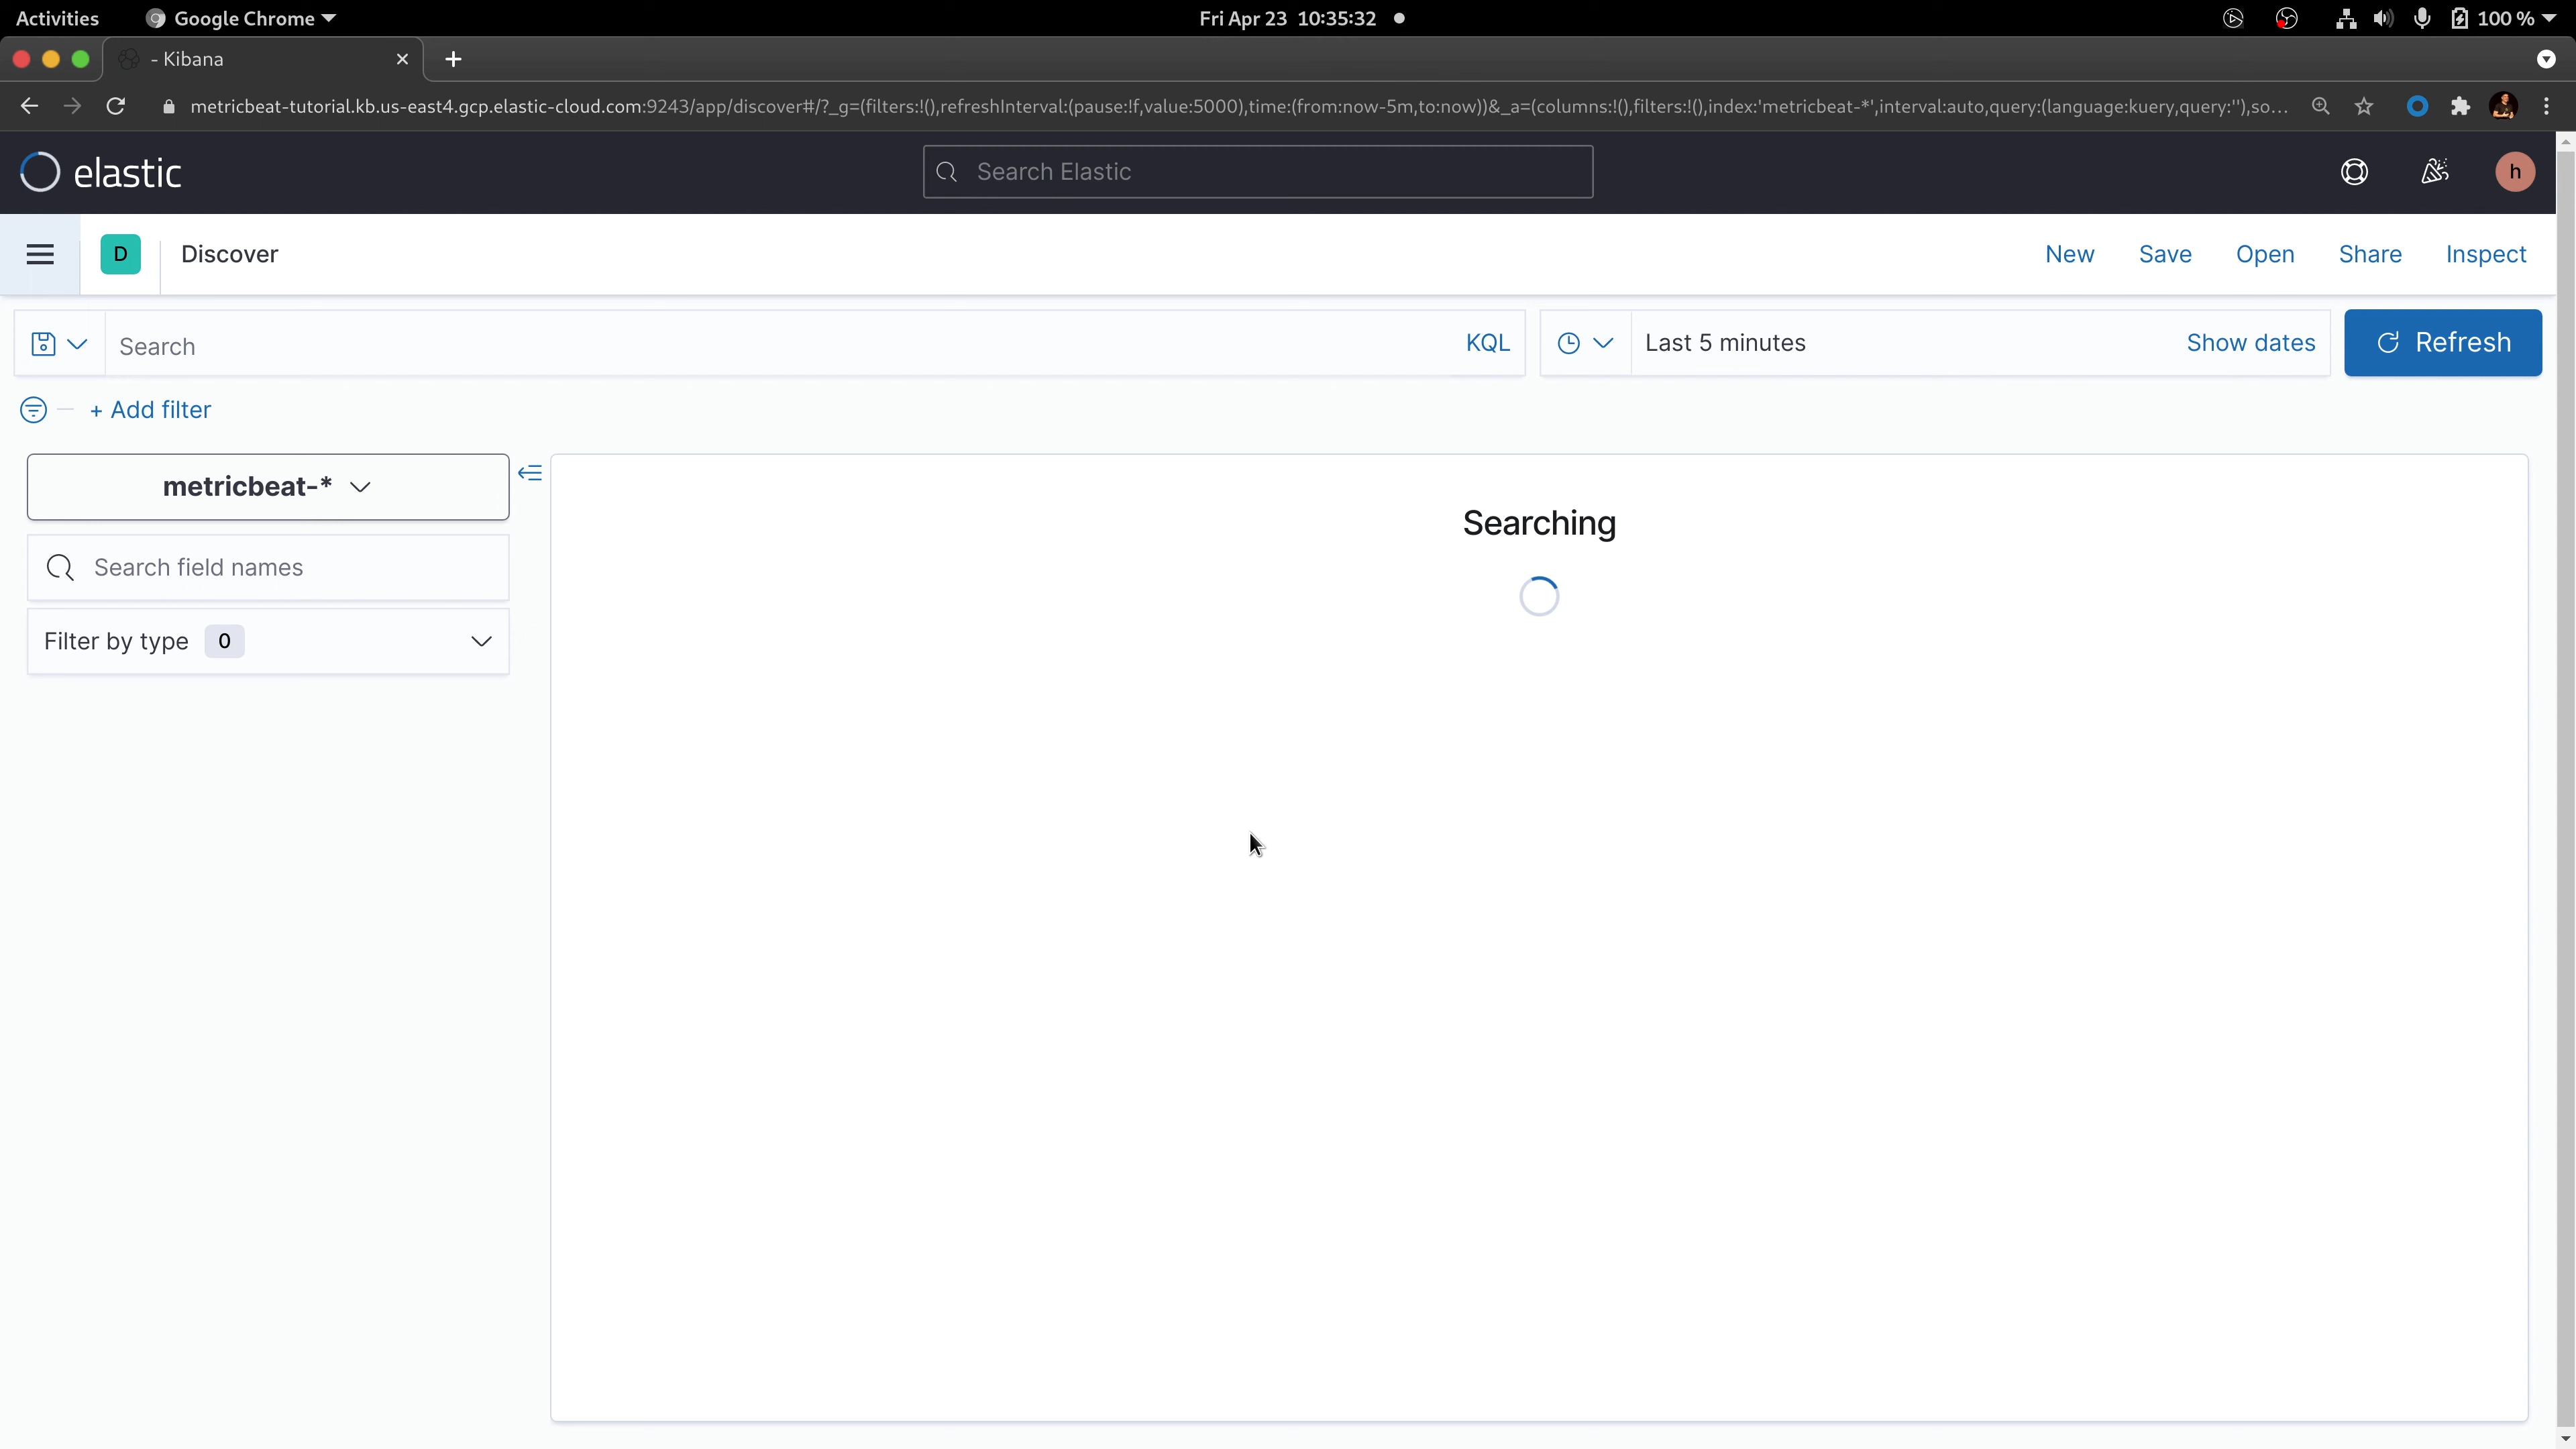 Activities Google Chrome Fri Apr 23 10:35:32 100 %
- Kibana
metricbeat-tutorial.kb.us-east4.gcp.elastic-cloud.com:9243/app/discover#/?_g=(filters:!(),refreshInterval:(pause:!f,value:5000),time:(from:now-5m,to:now))&_a=(columns:!(),filters:!(),index:'metricbeat-*',interval:auto,query:(language:kuery,query:''),so...
elastic Search Elastic h
D Discover New Save Open Share Inspect
Search KQL Last 5 minutes Show dates Refresh
+ Add filter
metricbeat-*
Searching
Search field names
Filter by type 0